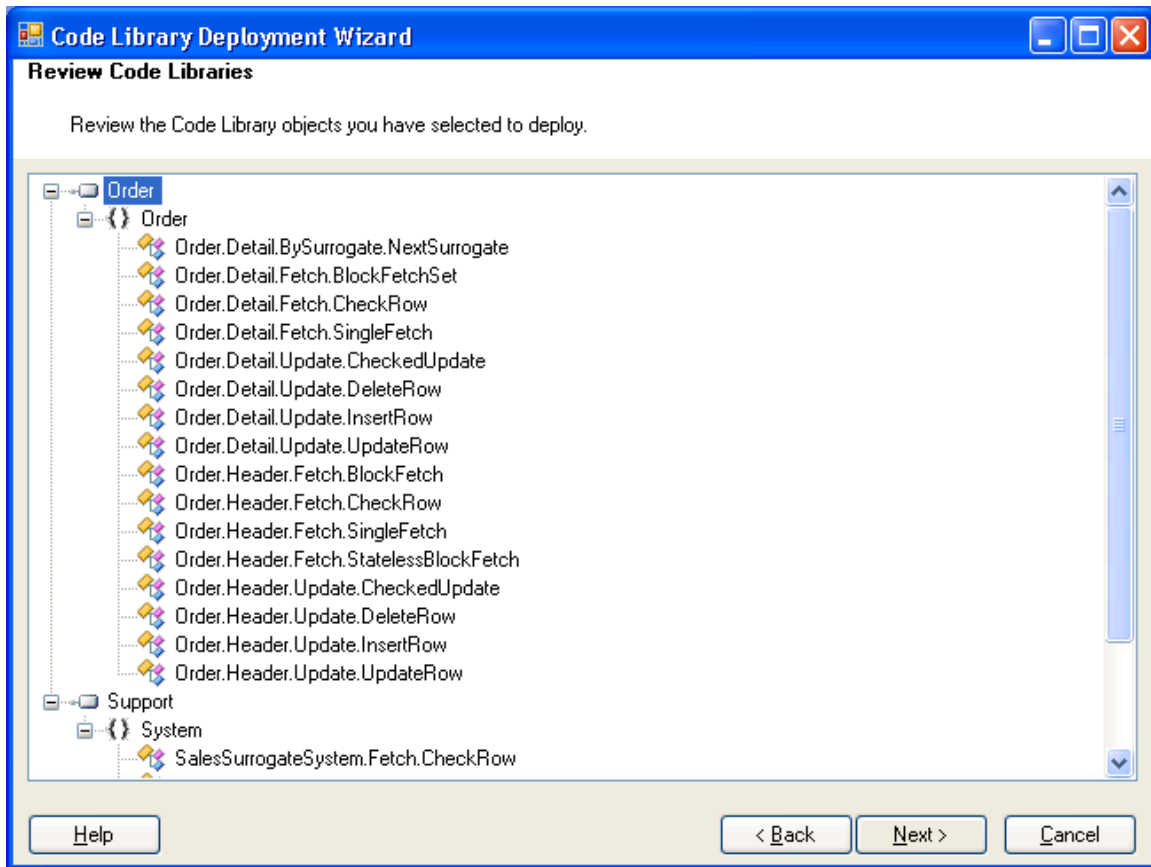 Code Library Deployment Wizard
Review Code Libraries
Review the Code Library objects you have selected to deploy.
Order
{} Order
Order.Detail.BySurrogate.NextSurrogate
Order.Detail.Fetch.BlockFetchSet
Order.Detail.Fetch.CheckRow
Order.Detail.Fetch.SingleFetch
Order.Detail.Update.CheckedUpdate
Order.Detail.Update.DeleteRow
Order.Detail.Update.InsertRow
Order.Detail.Update.UpdateRow
Order.Header.Fetch.BlockFetch
Order.Header.Fetch.CheckRow
Order.Header.Fetch.SingleFetch
Order.Header.Fetch.StatelessBlockFetch
Order.Header.Update.CheckedUpdate
Order.Header.Update.DeleteRow
Order.Header.Update.InsertRow
Order.Header.Update.UpdateRow
Support
{} System
SalesSurrogateSystem.Fetch.CheckRow
Help < Back Next > Cancel